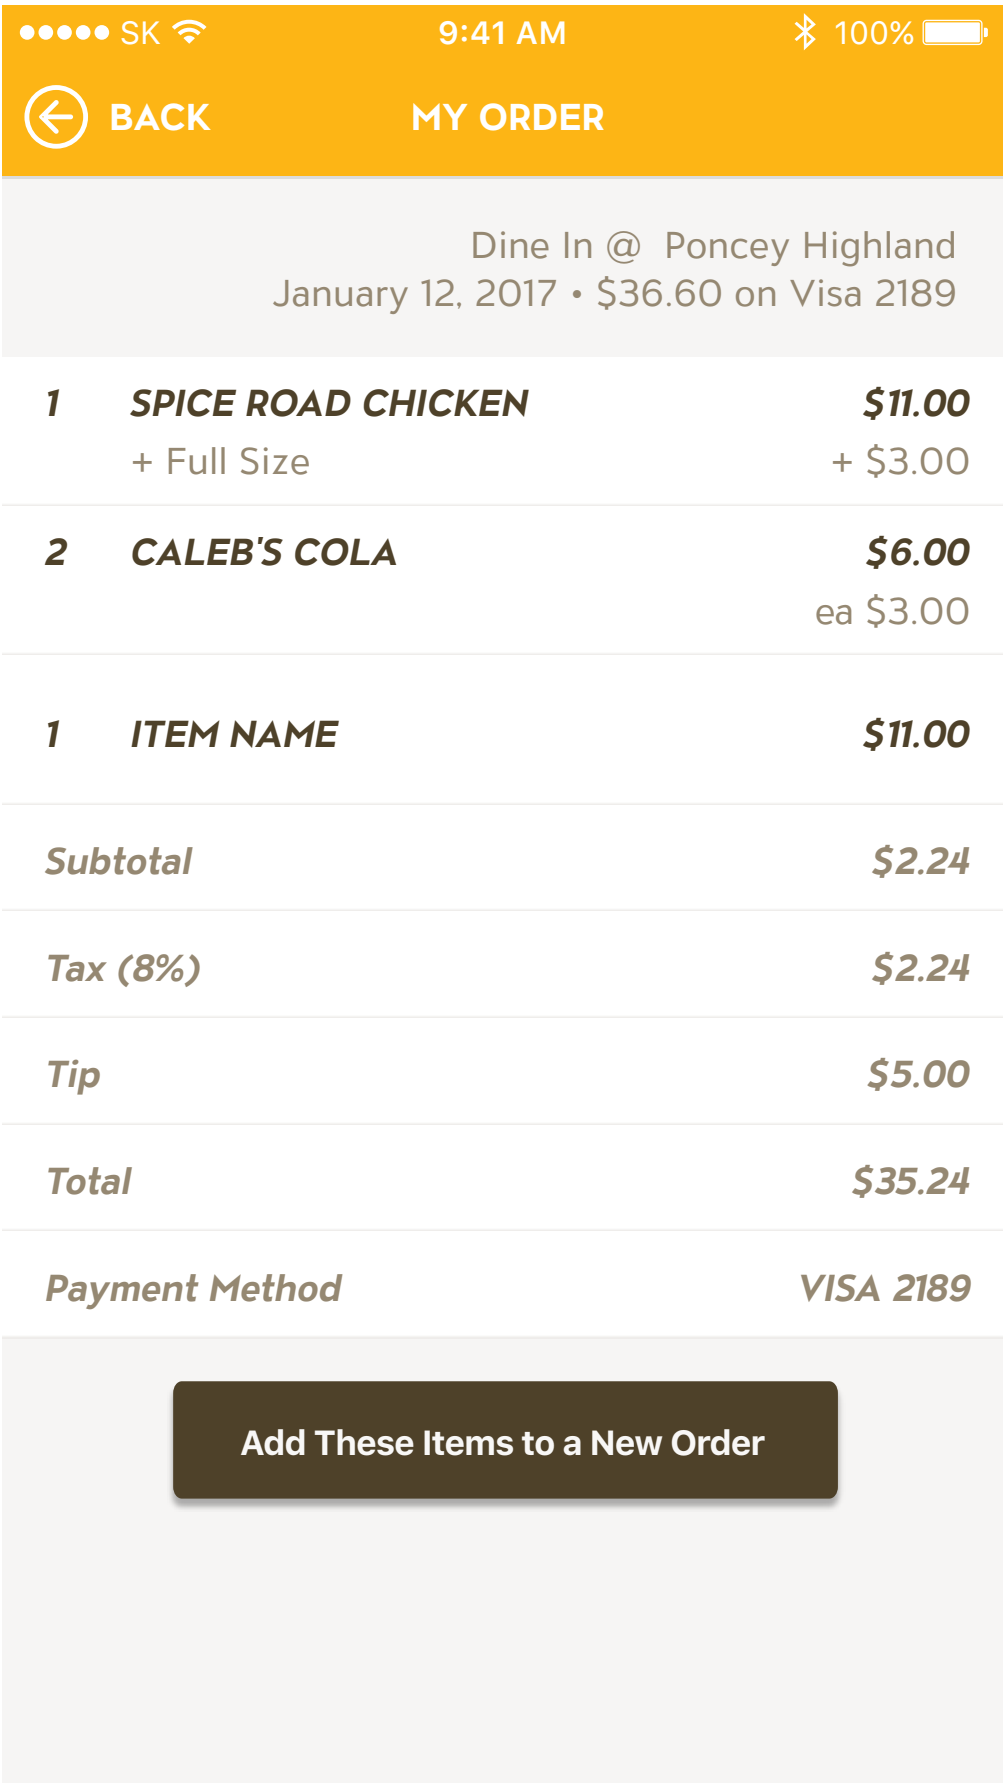 SK 9:41 AM 100%
BACK MY ORDER
Dine In @ Poncey Highland
January 12, 2017 • $36.60 on Visa 2189
1 SPICE ROAD CHICKEN $11.00
+ Full Size + $3.00
2 CALEB'S COLA $6.00
ea $3.00
1 ITEM NAME $11.00
Subtotal $2.24
Tax (8%) $2.24
Tip $5.00
Total $35.24
Payment Method VISA 2189
Add These Items to a New Order